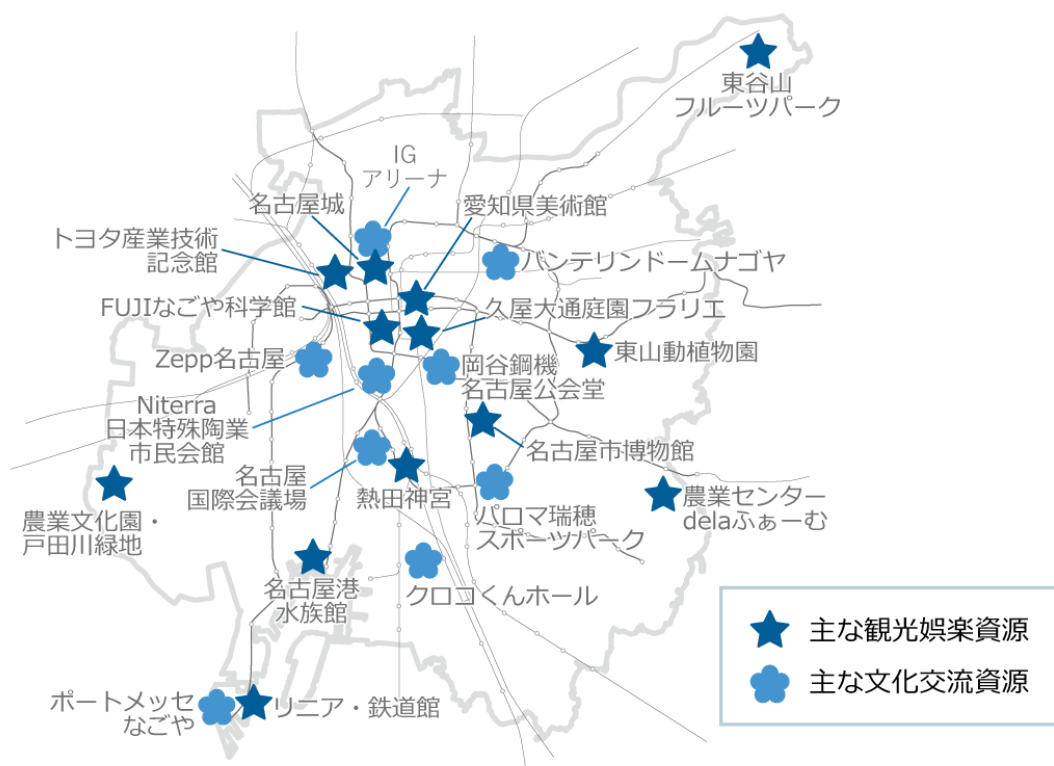 東谷山
フルーツパーク
IG
アリーナ
名古屋城
愛知県美術館
トヨタ産業技術
記念館
バンテリンドームナゴヤ
FUJIなごや科学館
久屋大通庭園フラリエ
Zepp名古屋
岡谷鋼機
名古屋公会堂
東山動植物園
Niterra
日本特殊陶業
市民会館
名古屋市博物館
名古屋
国際会議場
熱田神宮
農業センター
delaふぁーむ
パロマ瑞穂
スポーツパーク
農業文化園・
戸田川緑地
名古屋港
水族館
クロコくんホール
ポートメッセ
なごや
リニア・鉄道館
主な観光娯楽資源
主な文化交流資源